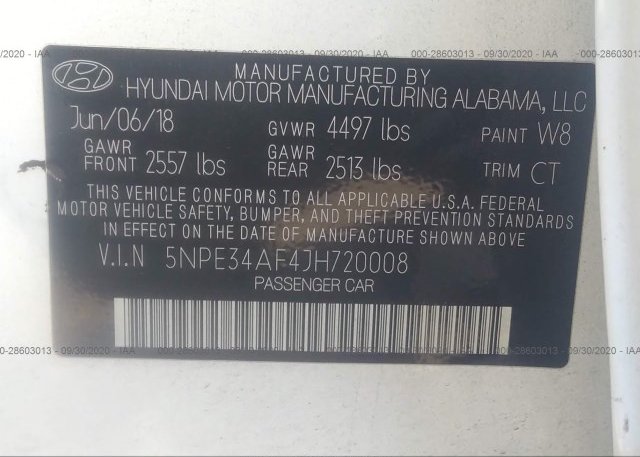 9/30/2020 - IAA 000-28603013 - 09/30/2020 - IAA 000-28603013 - 09/30/2020 - IAA
MANUFACTURED BY
HYUNDAI MOTOR MANUFACTURING ALABAMA, LLC
Jun/06/18 GVWR 4497 lbs PAINT W8
GAWR FRONT 2557 lbs GAWR REAR 2513 lbs TRIM CT
THIS VEHICLE CONFORMS TO ALL APPLICABLE U.S.A. FEDERAL
MOTOR VEHICLE SAFETY, BUMPER, AND THEFT PREVENTION STANDARDS
IN EFFECT ON THE DATE OF MANUFACTURE SHOWN ABOVE
V.I.N 5NPE34AF4JH720008
PASSENGER CAR
0-28603013 - 09/30/2020 - IAA 000-28603013 - 09/30/2020 - IAA